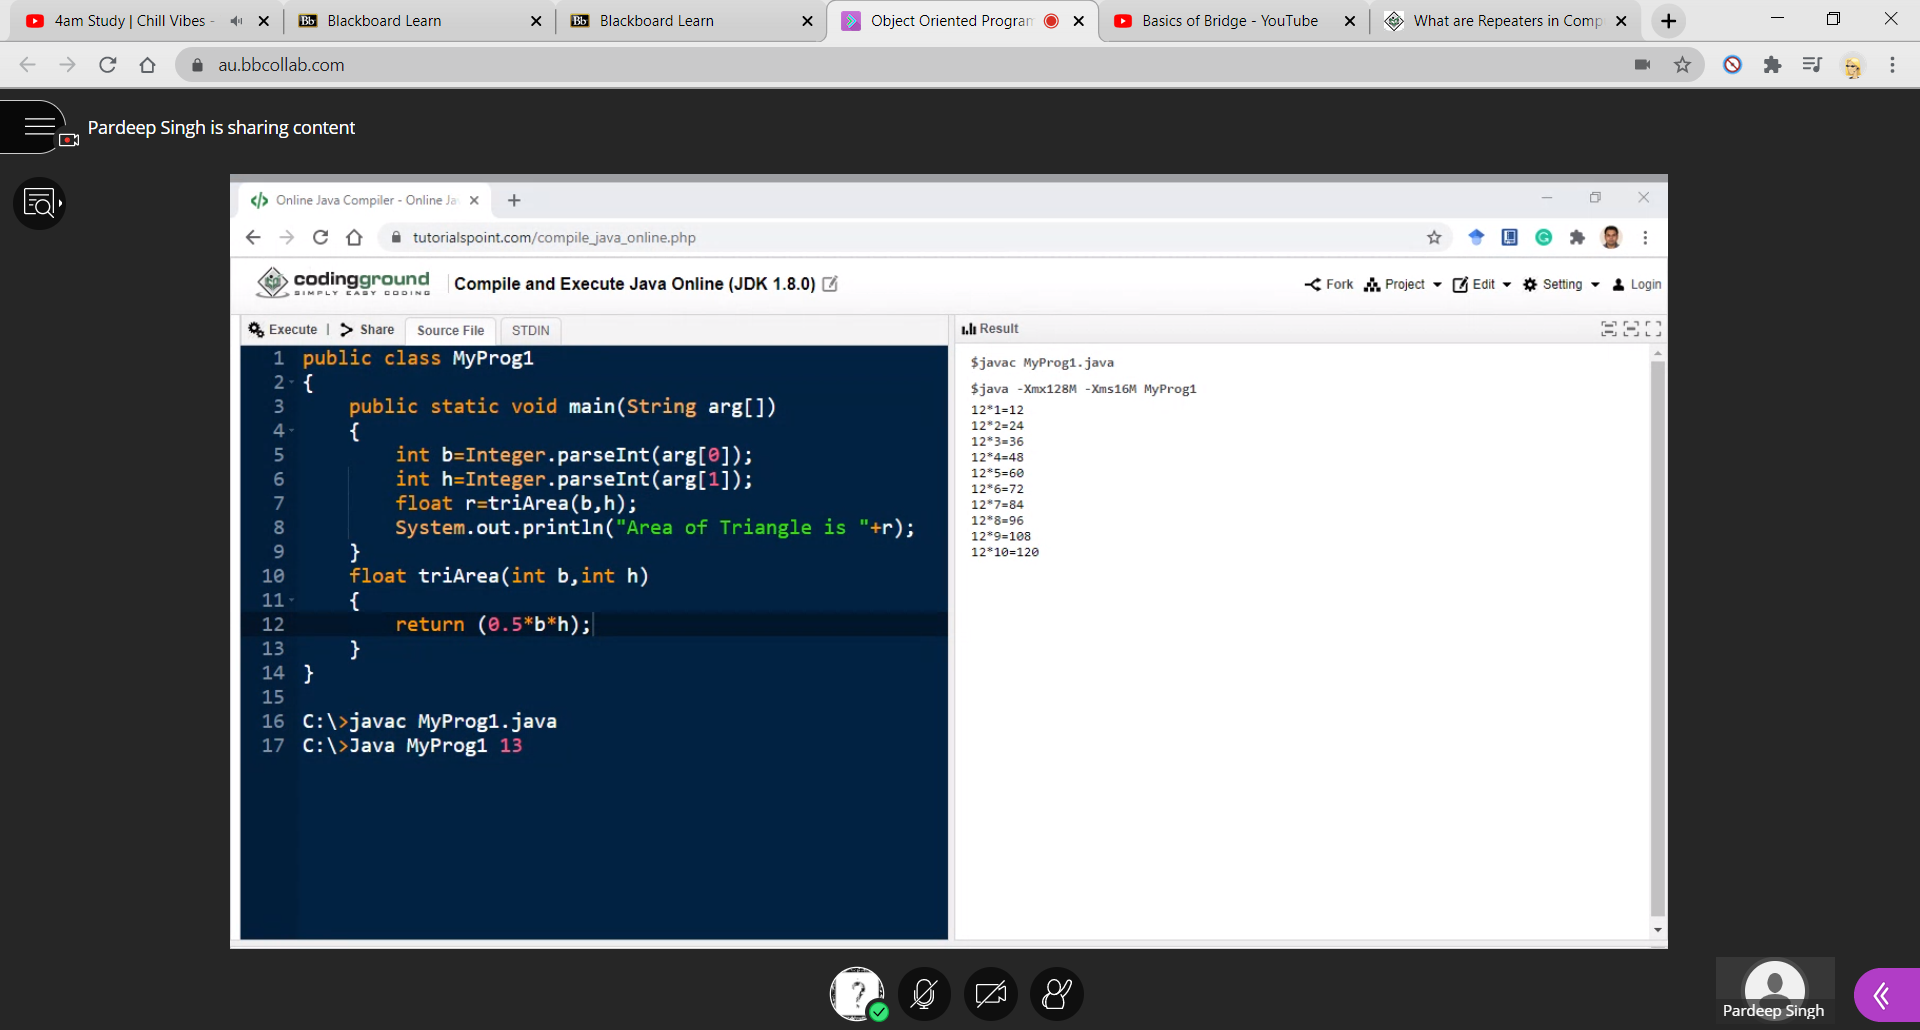 4am Study | Chill Vibes -
Blackboard Learn
Blackboard Learn
Object Oriented Program
Basics of Bridge - YouTube
What are Repeaters in Comp
au.bbcollab.com
Pardeep Singh is sharing content
Online Java Compiler - Online Ja
tutorialspoint.com/compile_java_online.php
codingground
SIMPLY EASY CODING
Compile and Execute Java Online (JDK 1.8.0)
Fork
Project
Edit
Setting
Login
Execute | Share
Source File
STDIN
Result
1 public class MyProg1
2 {
3 public static void main(String arg[])
4 {
5 int b=Integer.parseInt(arg[0]);
6 int h=Integer.parseInt(arg[1]);
7 float r=triArea(b,h);
8 System.out.println("Area of Triangle is "+r);
9 }
10 float triArea(int b,int h)
11 {
12 return (0.5*b*h);
13 }
14 }
15
16 C:\>javac MyProg1.java
17 C:\>Java MyProg1 13
$javac MyProg1.java
$java -Xmx128M -Xms16M MyProg1
12*1=12
12*2=24
12*3=36
12*4=48
12*5=60
12*6=72
12*7=84
12*8=96
12*9=108
12*10=120
?
Pardeep Singh